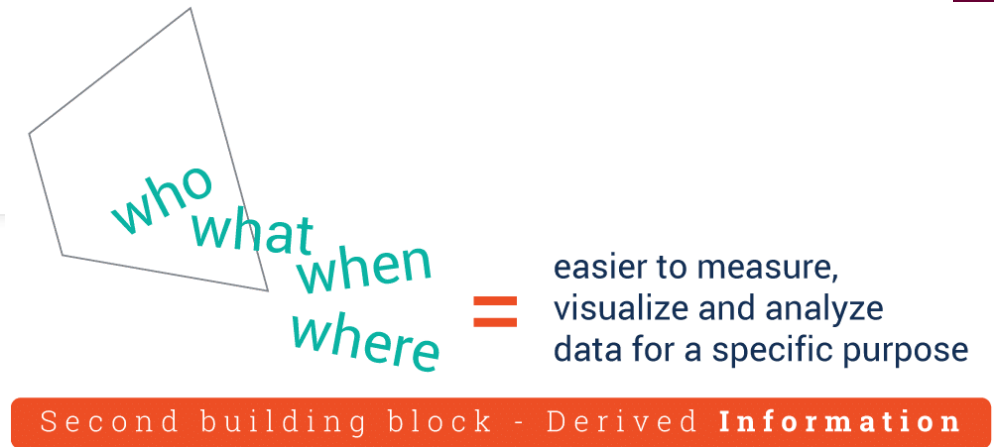 who
what
when
where
=
easier to measure,
visualize and analyze
data for a specific purpose
Second building block - Derived Information